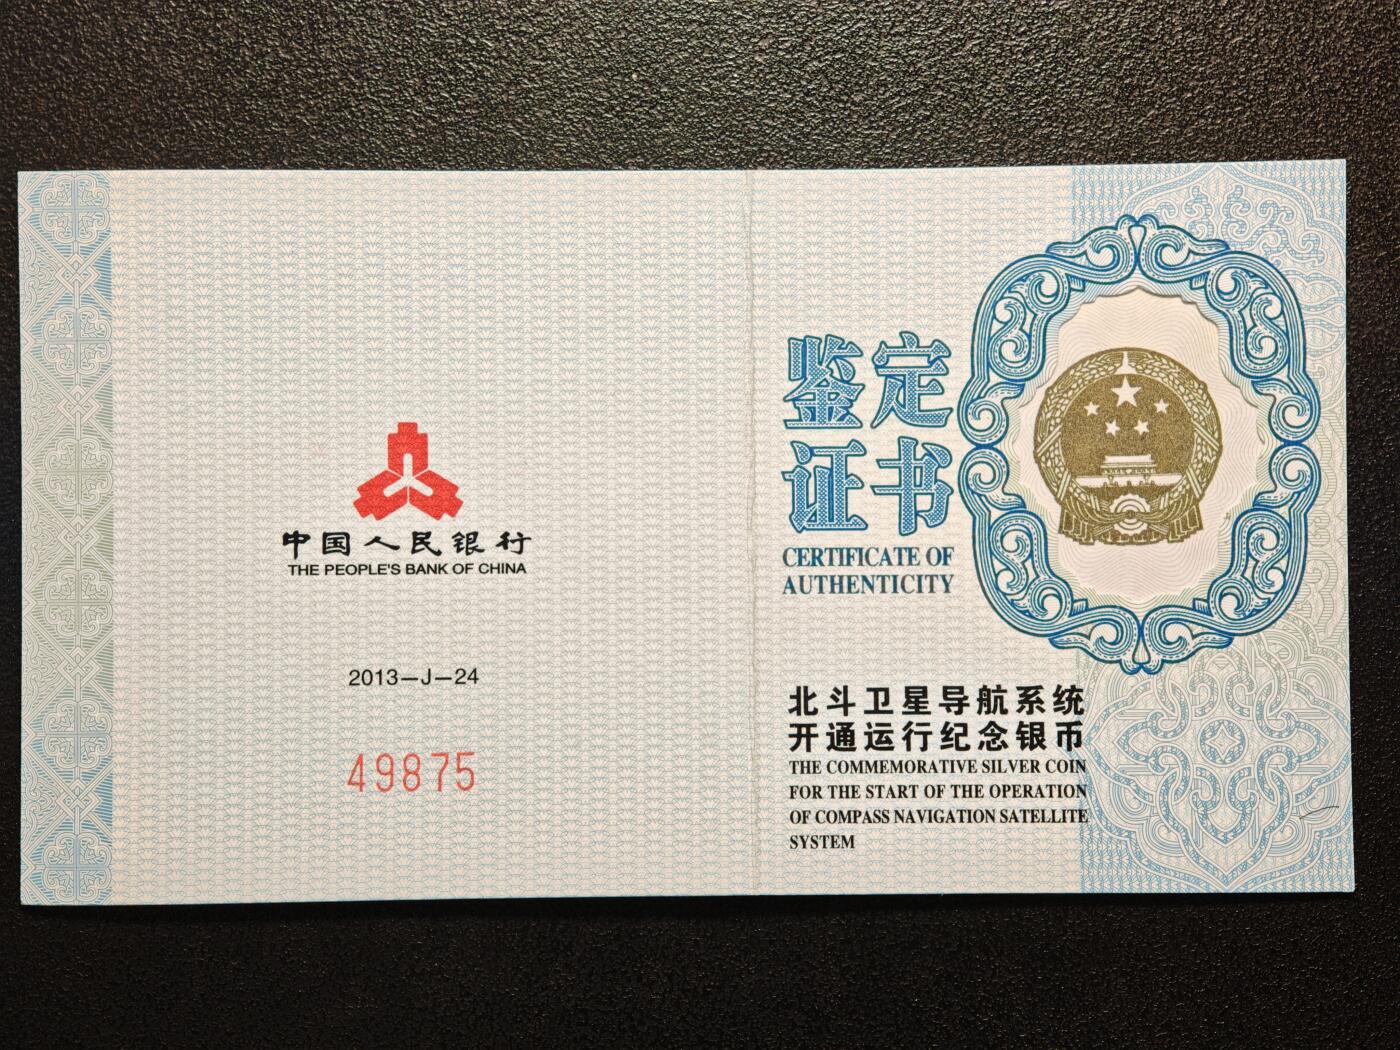 中国人民银行
THE PEOPLE'S BANK OF CHINA
2013—J—24
49875
鉴定
证书
CERTIFICATE OF
AUTHENTICITY
北斗卫星导航系统
开通运行纪念银币
THE COMMEMORATIVE SILVER COIN
FOR THE START OF THE OPERATION
OF COMPASS NAVIGATION SATELLITE
SYSTEM